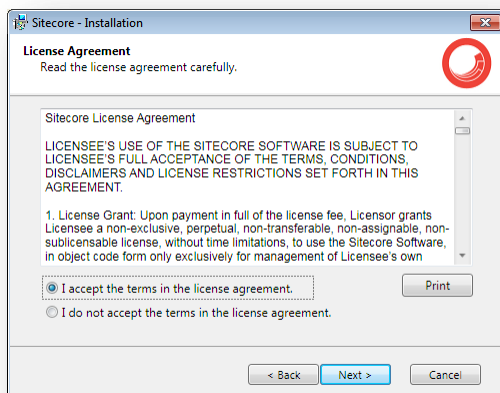 Sitecore - Installation
License Agreement
Read the license agreement carefully.
Sitecore License Agreement
LICENSEE'S USE OF THE SITECORE SOFTWARE IS SUBJECT TO
LICENSEE'S FULL ACCEPTANCE OF THE TERMS, CONDITIONS,
DISCLAIMERS AND LICENSE RESTRICTIONS SET FORTH IN THIS
AGREEMENT.
1. License Grant: Upon payment in full of the license fee, Licensor grants
Licensee a non-exclusive, perpetual, non-transferable, non-assignable, non-
sublicensable license, without time limitations, to use the Sitecore Software,
in object code form only exclusively for management of Licensee's own
I accept the terms in the license agreement.
Print
I do not accept the terms in the license agreement.
< Back
Next >
Cancel